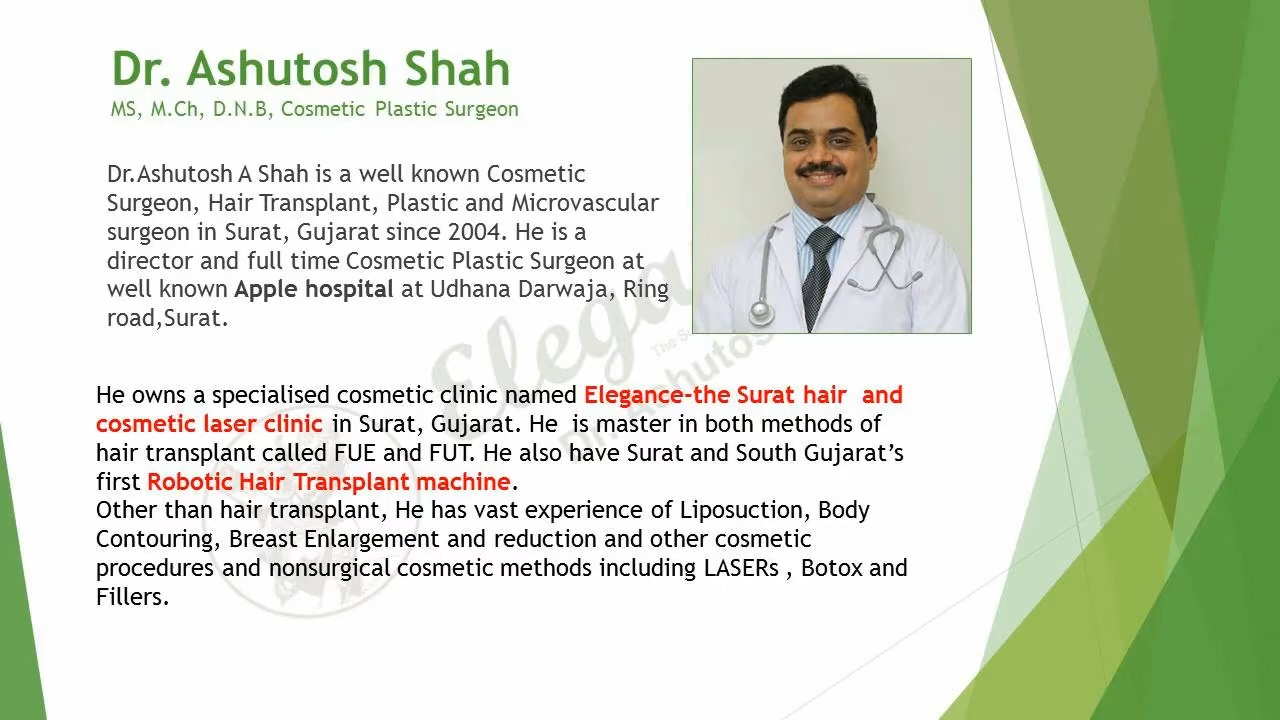 Dr. Ashutosh Shah
MS, M.Ch, D.N.B, Cosmetic Plastic Surgeon
Dr.Ashutosh A Shah is a well known Cosmetic
Surgeon, Hair Transplant, Plastic and Microvascular
surgeon in Surat, Gujarat since 2004. He is a
director and full time Cosmetic Plastic Surgeon at
well known Apple hospital at Udhana Darwaja, Ring
road,Surat.
He owns a specialised cosmetic clinic named Elegance-the Surat hair and
cosmetic laser clinic in Surat, Gujarat. He is master in both methods of
hair transplant called FUE and FUT. He also have Surat and South Gujarat’s
first Robotic Hair Transplant machine.
Other than hair transplant, He has vast experience of Liposuction, Body
Contouring, Breast Enlargement and reduction and other cosmetic
procedures and nonsurgical cosmetic methods including LASERs , Botox and
Fillers.